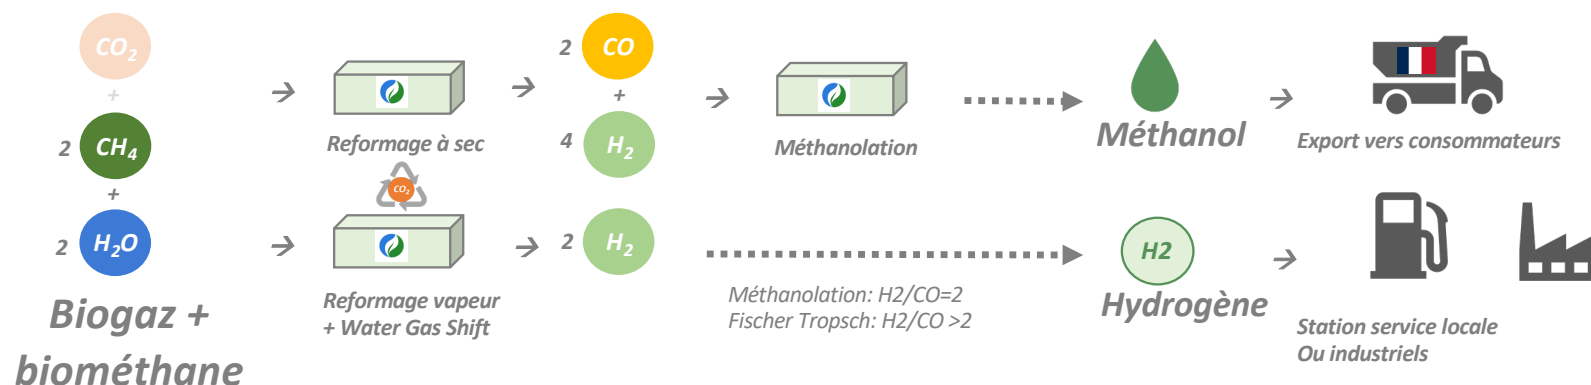 CO2
+
2 CH4
+
2 H2O
Biogaz +
biométhane
→
Reformage à sec
CO2
→
Reformage vapeur
+ Water Gas Shift
→
2 CO
+
4 H2
→
2 H2
→
Méthanolation
Méthanolation: H2/CO=2
Fischer Tropsch: H2/CO >2
Méthanol
→
Export vers consommateurs
H2
Hydrogène
→
Station service locale
Ou industriels